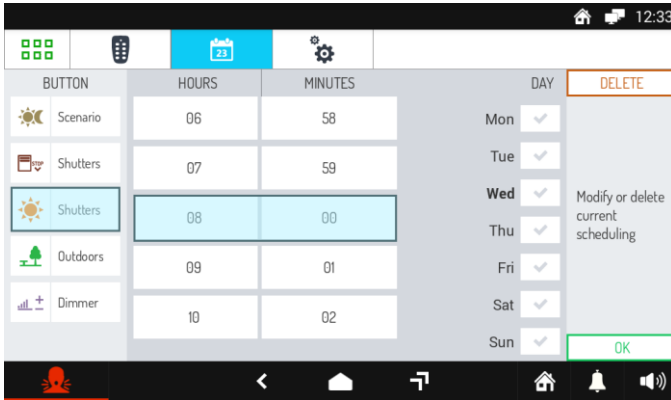 12:33
23
BUTTON
HOURS
MINUTES
DAY
DELETE
Scenario
STOP
Shutters
Shutters
Outdoors
Dimmer
06
07
08
09
10
58
59
00
01
02
Mon
Tue
Wed
Thu
Fri
Sat
Sun
Modify or delete
current
scheduling
OK